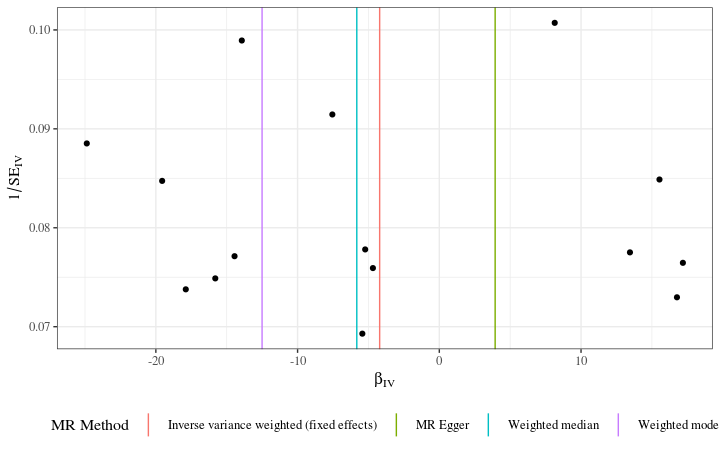 0.10
0.09
0.08
0.07
1/SE_IV
-20 -10 0 10
β_IV
MR Method Inverse variance weighted (fixed effects) MR Egger Weighted median Weighted mode